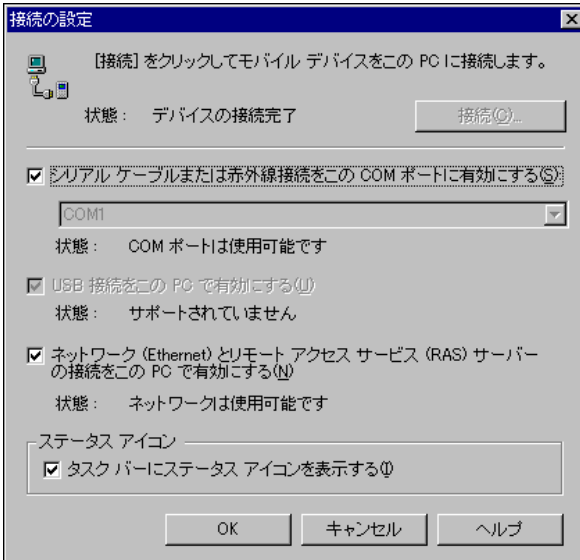 接続の設定
[接続] をクリックしてモバイル デバイスをこの PC に接続します。
状態： デバイスの接続完了
接続(C)...
シリアル ケーブルまたは赤外線接続をこの COM ポートに有効にする(S)
COM1
状態： COM ポートは使用可能です
USB 接続をこの PC で有効にする(U)
状態： サポートされていません
ネットワーク (Ethernet) とリモート アクセス サービス (RAS) サーバー
の接続をこの PC で有効にする(N)
状態： ネットワークは使用可能です
ステータス アイコン
タスク バーにステータス アイコンを表示する(I)
OK キャンセル ヘルプ